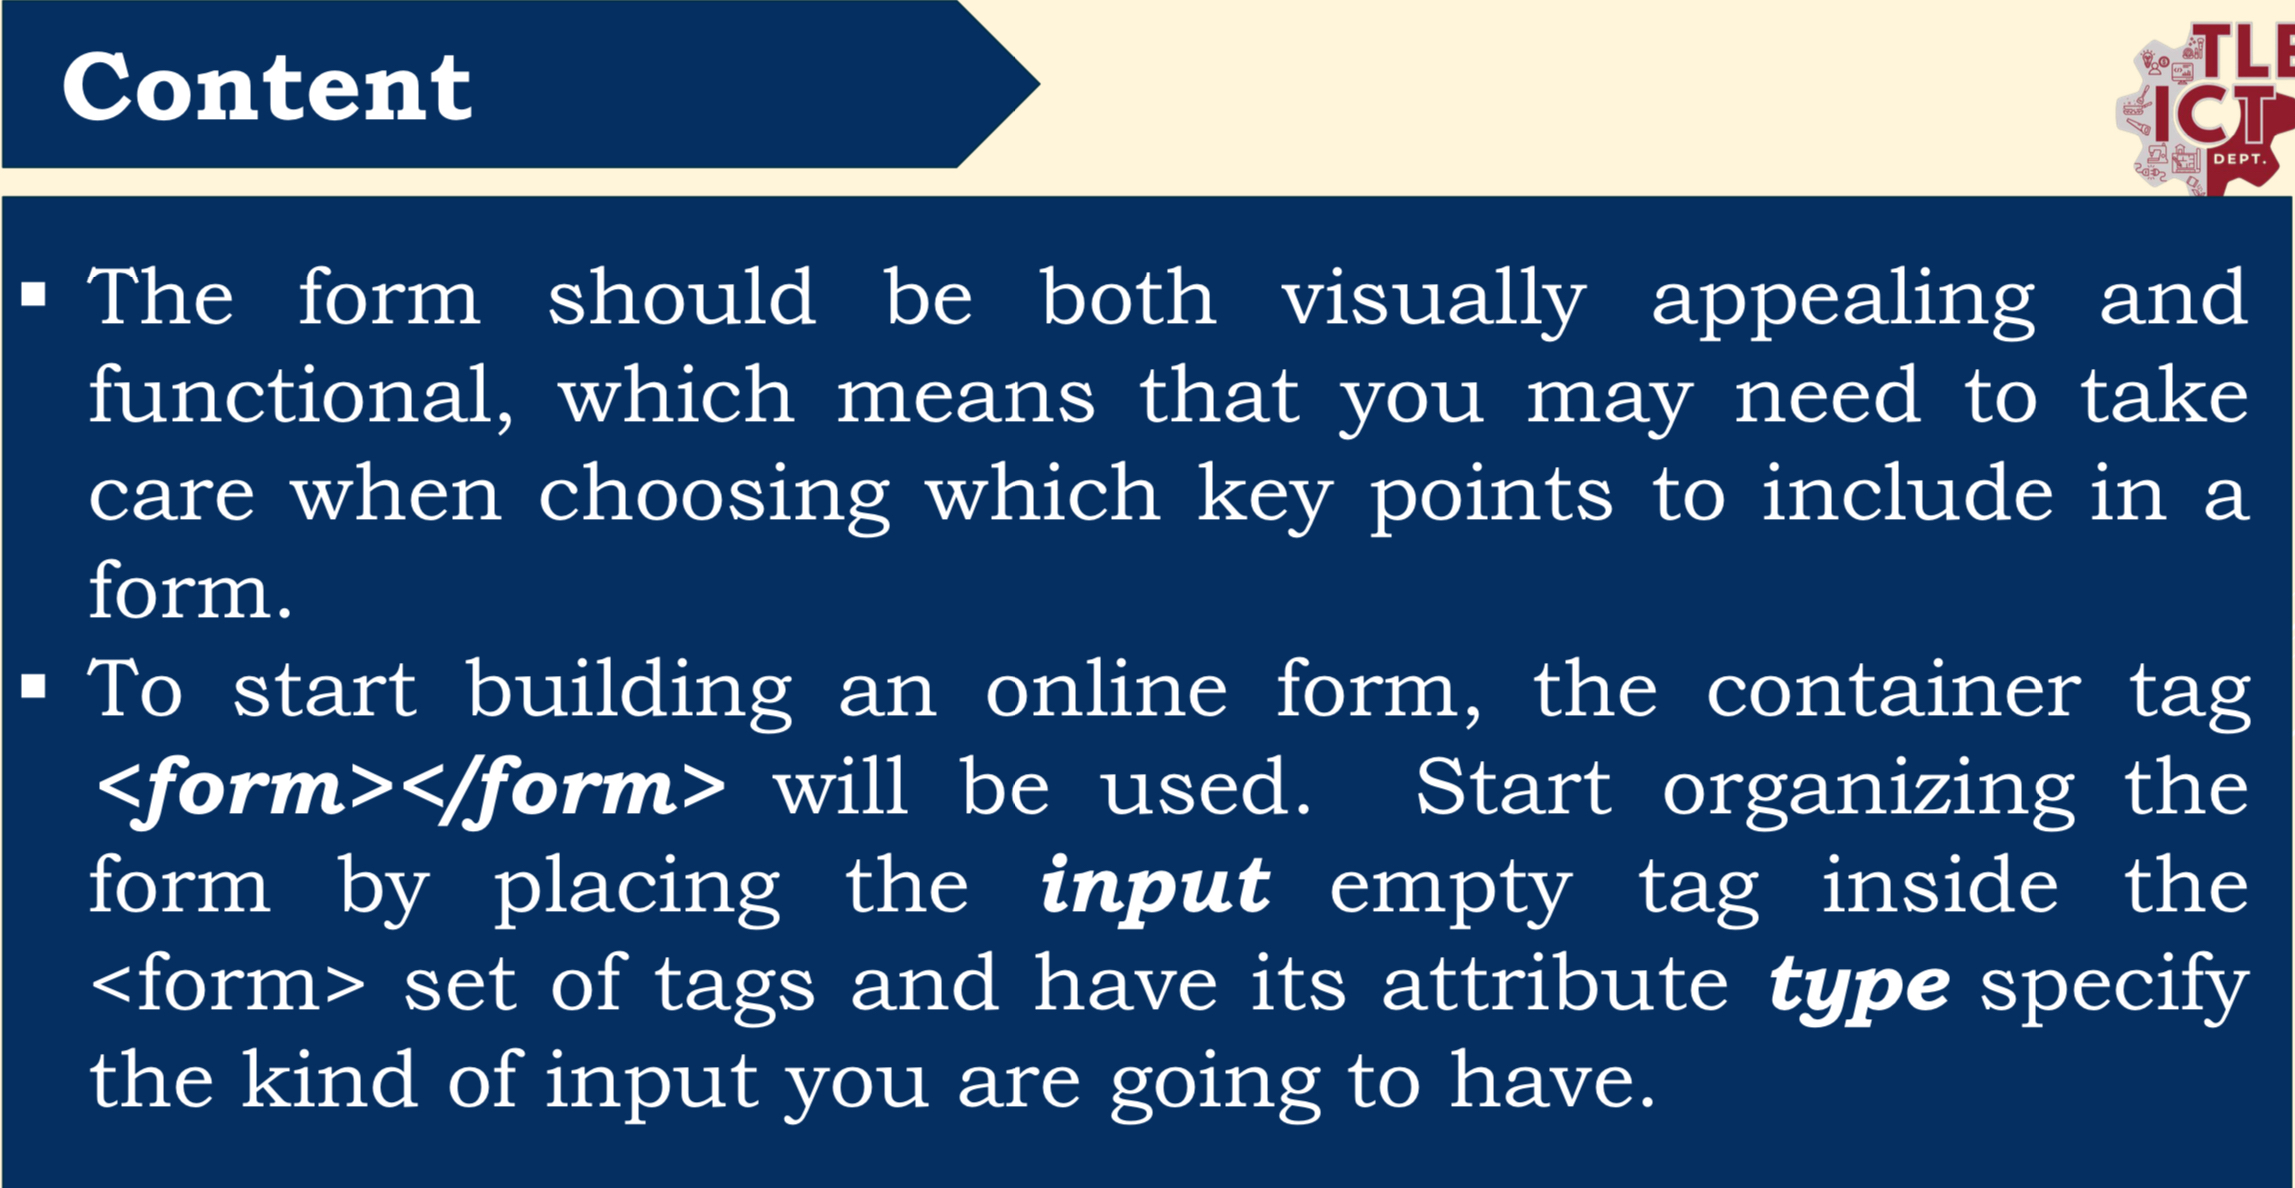 Content
TLE
ICT
DEPT.
▪ The form should be both visually appealing and
functional, which means that you may need to take
care when choosing which key points to include in a
form.
▪ To start building an online form, the container tag
<form></form> will be used. Start organizing the
form by placing the input empty tag inside the
<form> set of tags and have its attribute type specify
the kind of input you are going to have.